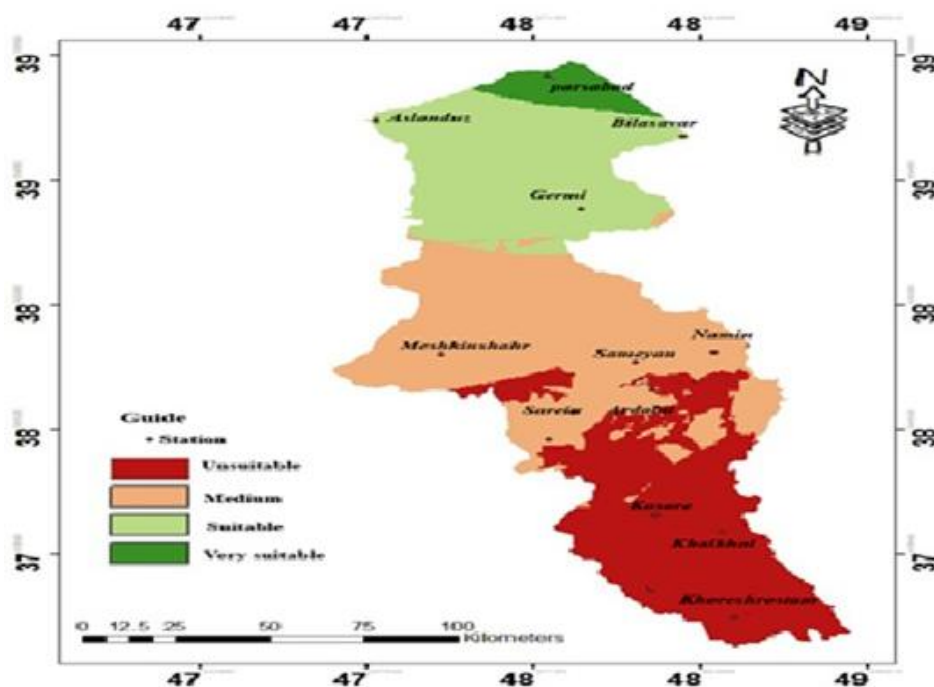 47 47 48 48 49
39 39
N
parsabad
Aslanduz
Bilasavar
39 39
Germi
38 38
Namin
Meshkinshahr
Sameyan
Sarein
Ardabil
38 38
Guide
Station
Unsuitable
Medium
Suitable
Very suitable
Kosara
Khalkhal
37 37
0 12.5 25 50 75 100
Kilometers
47 47 48 48 49